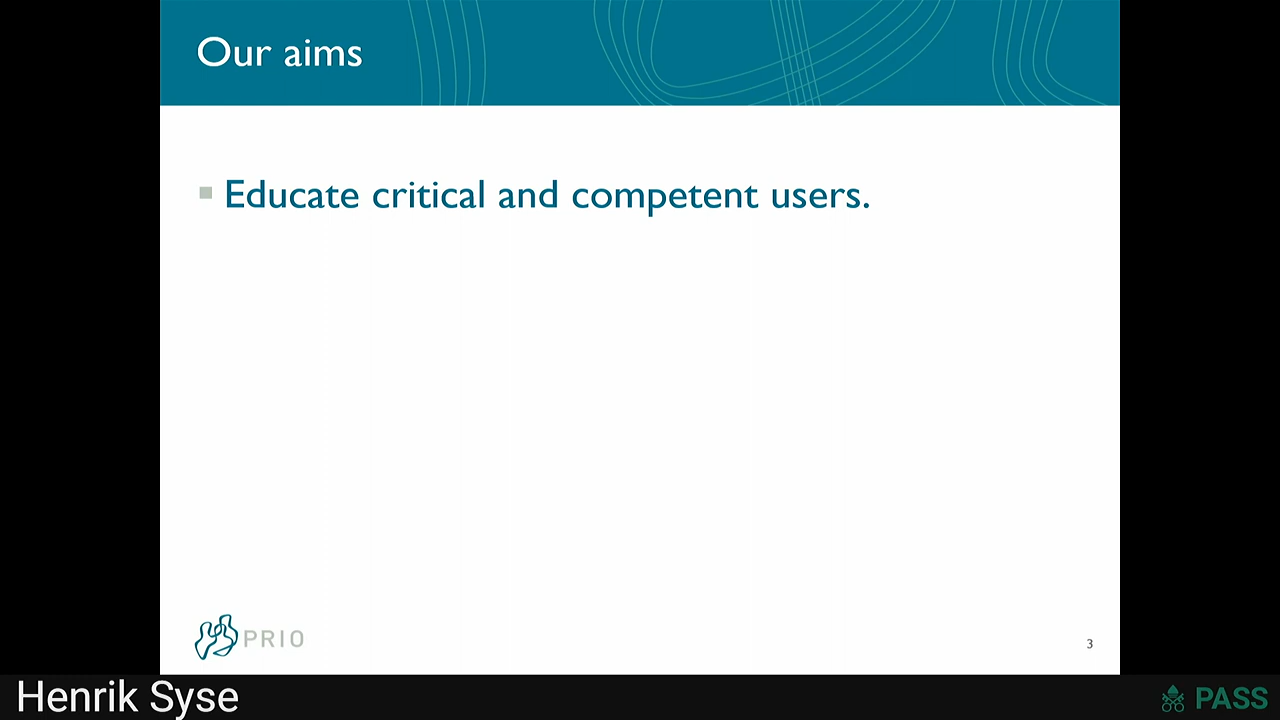 Our aims
▪ Educate critical and competent users.
PRIO
3
Henrik Syse
PASS